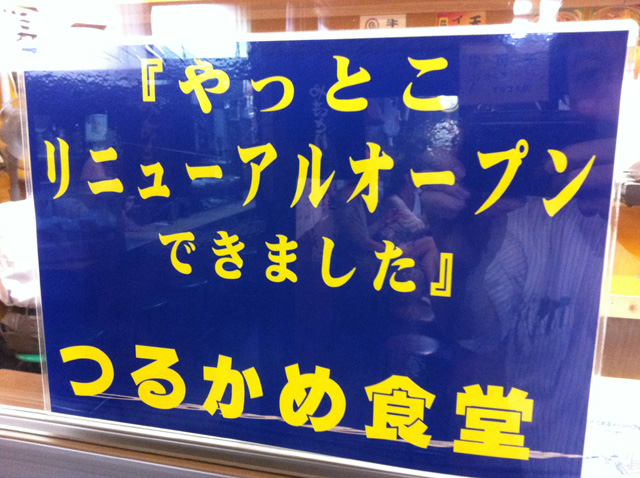 『やっとこ
リニューアルオープン
できました』
つるかめ食堂